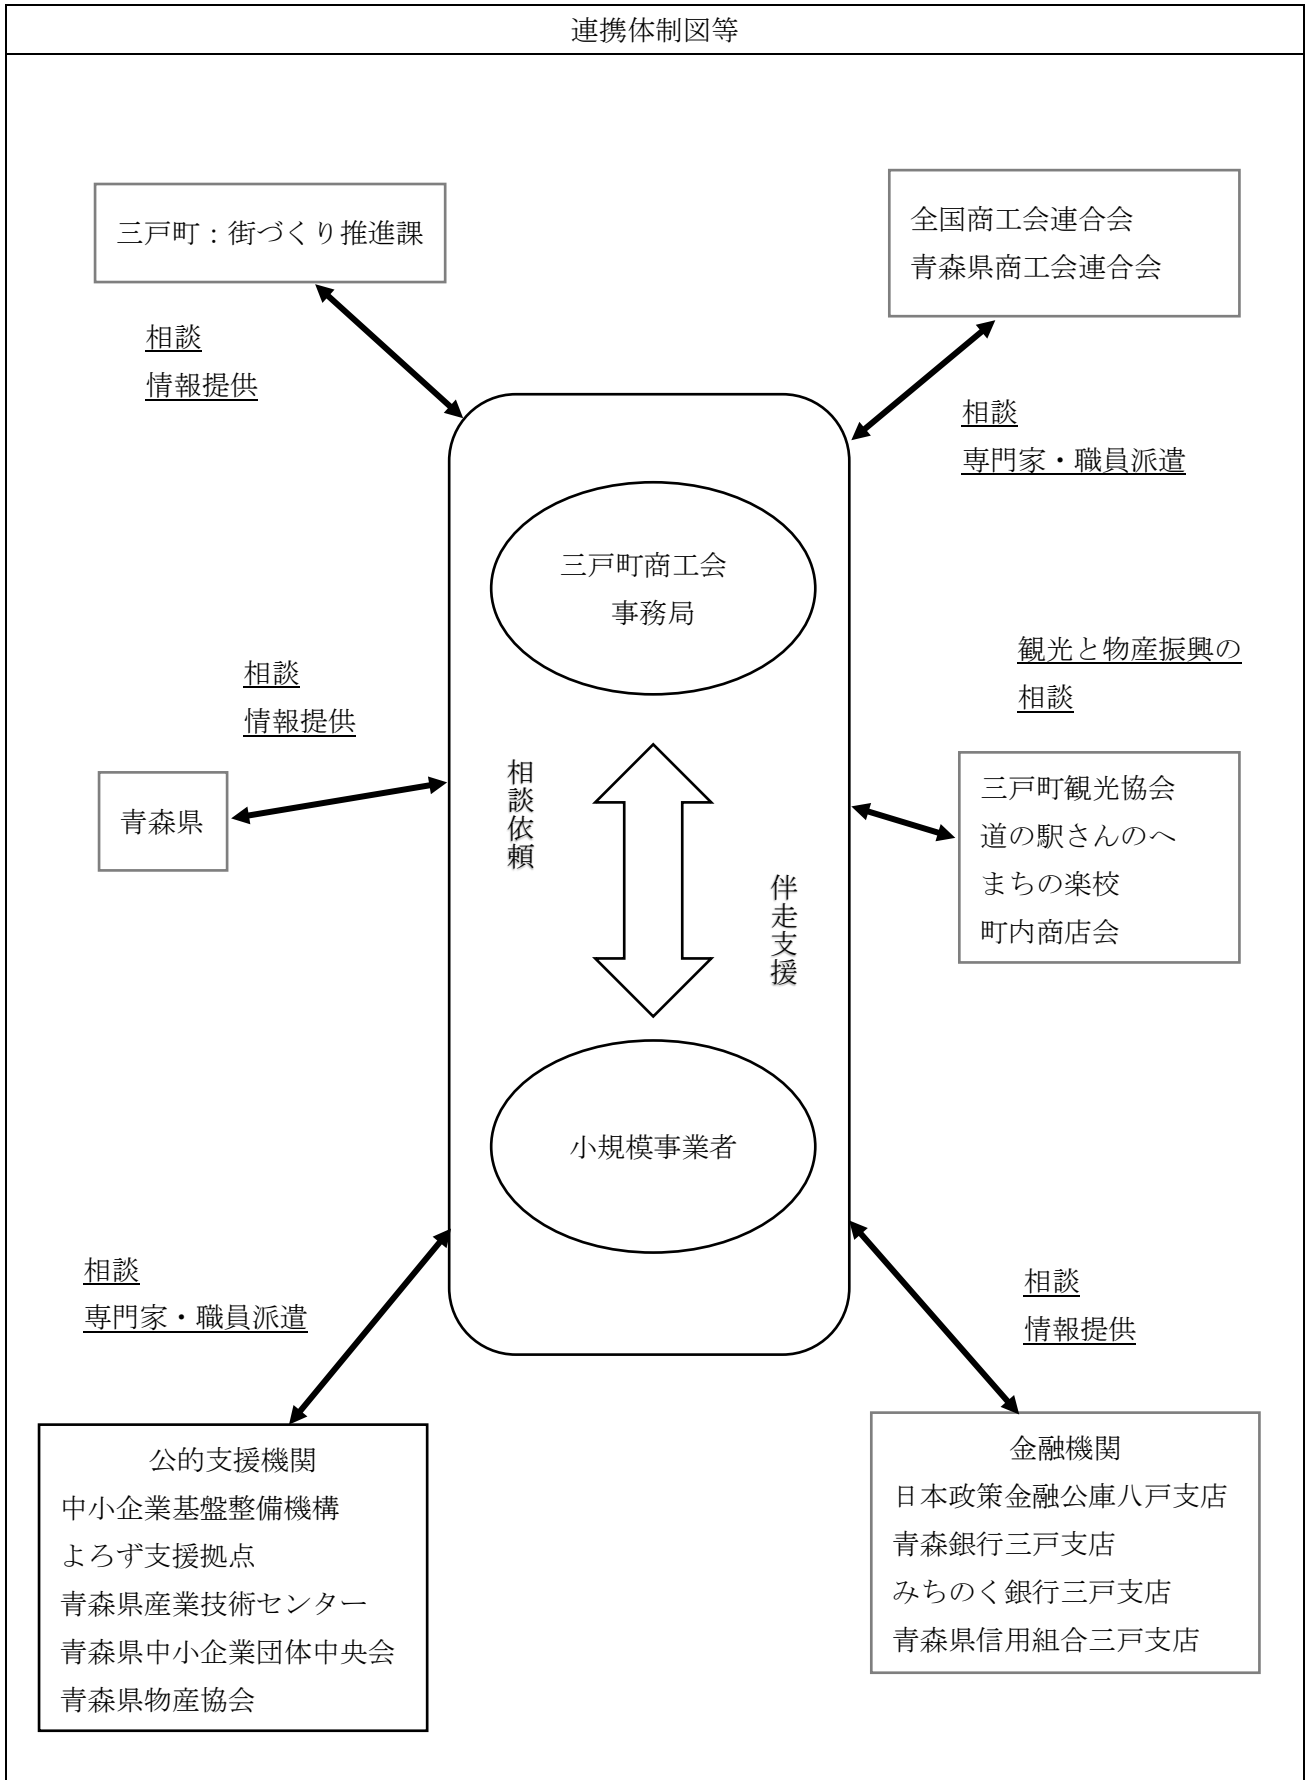 連携体制図等
三戸町：街づくり推進課
全国商工会連合会
青森県商工会連合会
相談
情報提供
相談
専門家・職員派遣
三戸町商工会
事務局
観光と物産振興の
相談
相談
情報提供
青森県
相談依頼
伴走支援
三戸町観光協会
道の駅さんのへ
まちの楽校
町内商店会
小規模事業者
相談
専門家・職員派遣
相談
情報提供
公的支援機関
中小企業基盤整備機構
よろず支援拠点
青森県産業技術センター
青森県中小企業団体中央会
青森県物産協会
金融機関
日本政策金融公庫八戸支店
青森銀行三戸支店
みちのく銀行三戸支店
青森県信用組合三戸支店